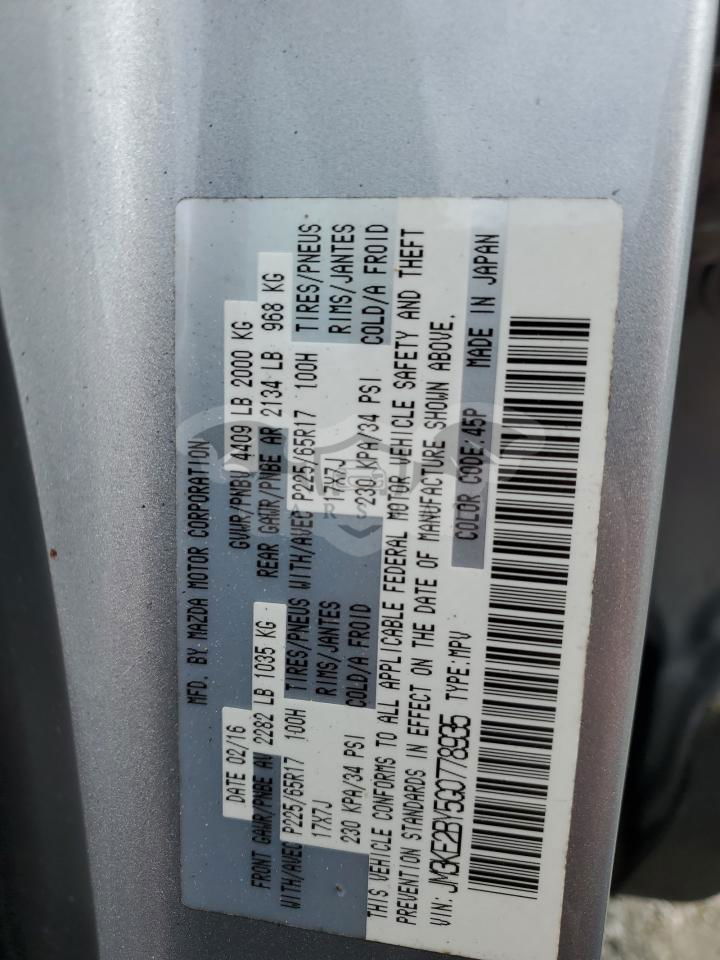 MFD. BY MAZDA MOTOR CORPORATION
DATE 02/16 GVWR/PNBV 4409 LB 2000 KG
FRONT GAWR/PNBE AV 2282 LB 1035 KG REAR GAWR/PNBE AR 2134 LB 968 KG
WITH/AVEC P225/65R17 100H TIRES/PNEUS WITH/AVEC P225/65R17 100H TIRES/PNEUS
17X7J RIMS/JANTES 17X7J RIMS/JANTES
230 KPA/34 PSI COLD/A FROID 230 KPA/34 PSI COLD/A FROID
THIS VEHICLE CONFORMS TO ALL APPLICABLE FEDERAL MOTOR VEHICLE SAFETY AND THEFT
PREVENTION STANDARDS IN EFFECT ON THE DATE OF MANUFACTURE SHOWN ABOVE.
VIN: JM3KE2BY5G0778935 TYPE:MPV COLOR CODE: 45P MADE IN JAPAN